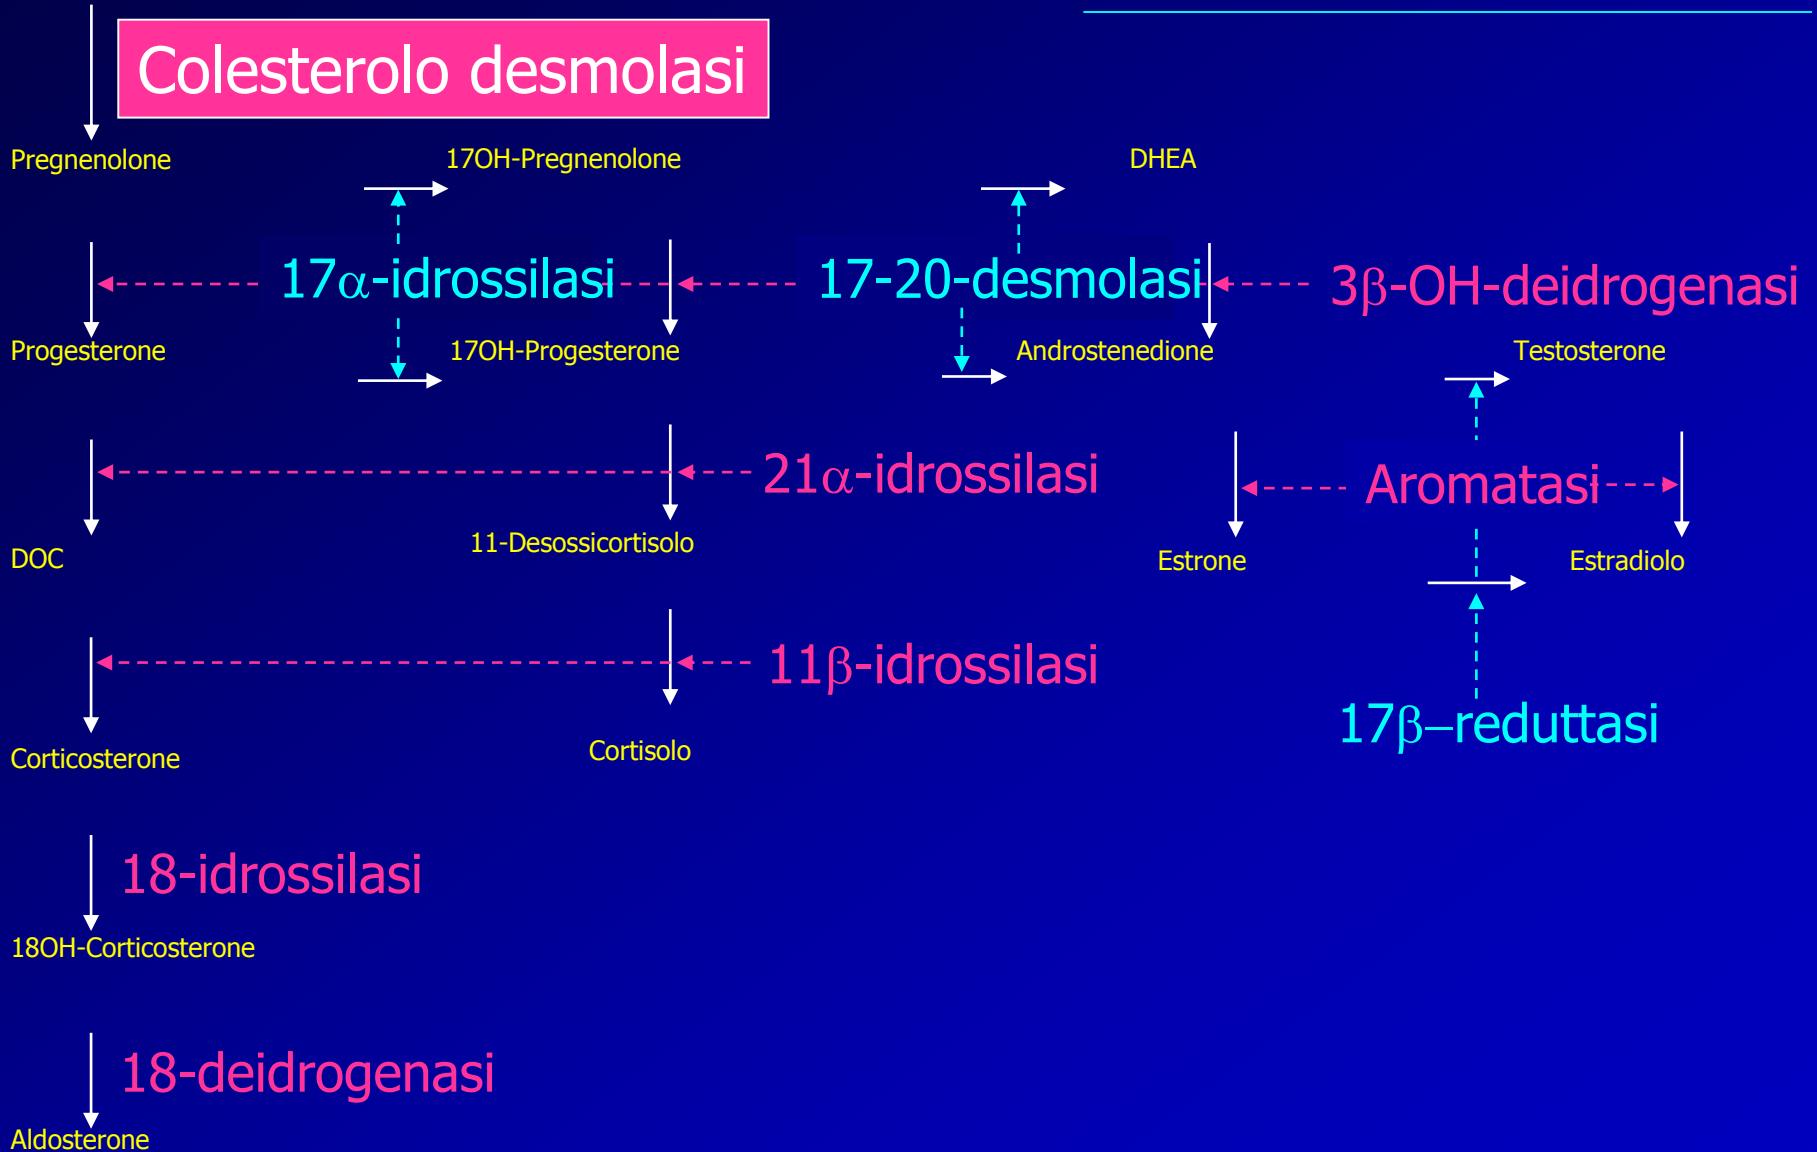 Colesterolo desmolasi
Pregnenolone
17OH-Pregnenolone
DHEA
17α-idrossilasi
17-20-desmolasi
3β-OH-deidrogenasi
Progesterone
17OH-Progesterone
Androstenedione
Testosterone
21α-idrossilasi
Aromatasi
DOC
11-Desossicortisolo
Estrone
Estradiolo
11β-idrossilasi
17β–reduttasi
Corticosterone
Cortisolo
18-idrossilasi
18OH-Corticosterone
18-deidrogenasi
Aldosterone